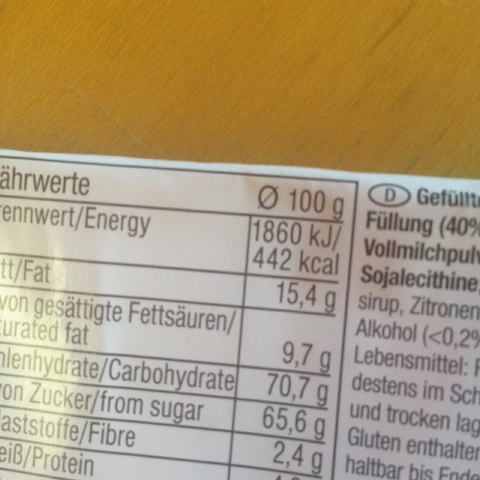 ährwerte Ø 100 g
rennwert/Energy 1860 kJ/
442 kcal
tt/Fat 15,4 g
von gesättigte Fettsäuren/
turated fat 9,7 g
hlenhydrate/Carbohydrate 70,7 g
on Zucker/from sugar 65,6 g
laststoffe/Fibre 2,4 g
eiß/Protein
D Gefüllte
Füllung (40%
Vollmilchpulv
Sojalecithine,
sirup, Zitronen
Alkohol (<0,2%
Lebensmittel: F
destens im Sch
und trocken lag
Gluten enthalten
haltbar bis Ende